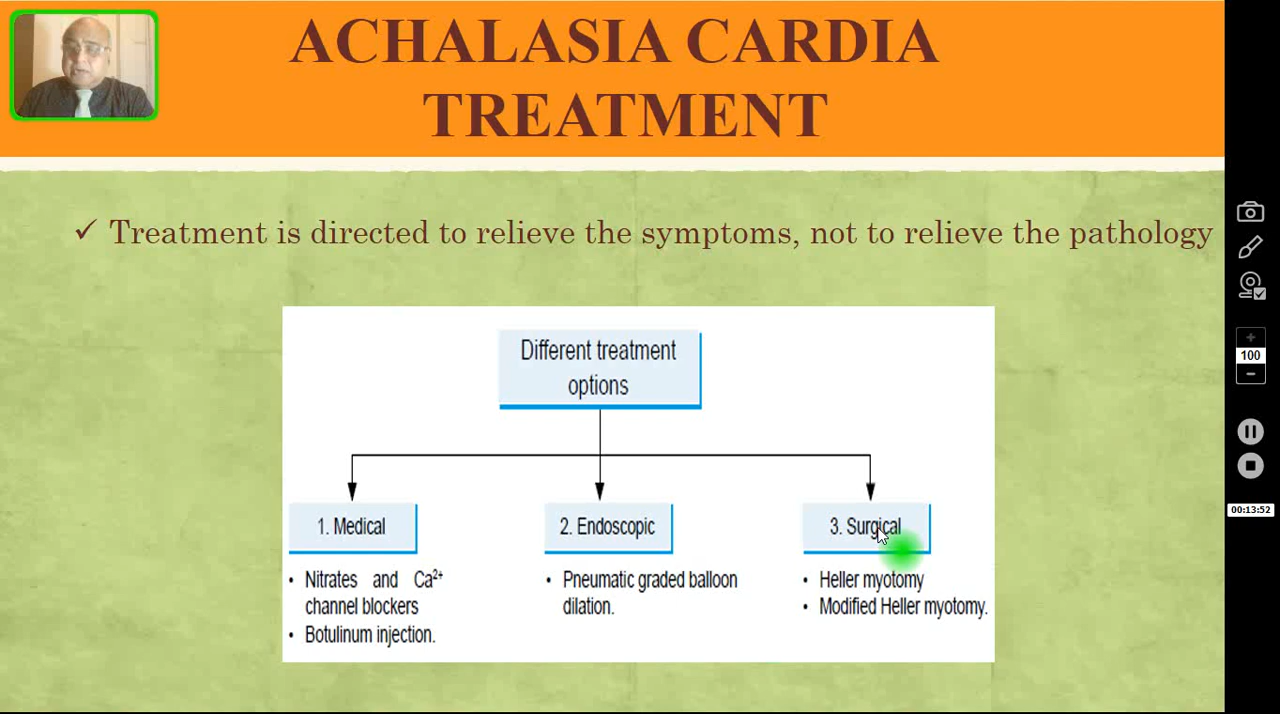 ACHALASIA CARDIA
TREATMENT
✓ Treatment is directed to relieve the symptoms, not to relieve the pathology
Different treatment
options
1. Medical
2. Endoscopic
3. Surgical
• Nitrates and Ca²⁺
channel blockers
• Botulinum injection.
• Pneumatic graded balloon
dilation.
• Heller myotomy
• Modified Heller myotomy.
100
00:13:52